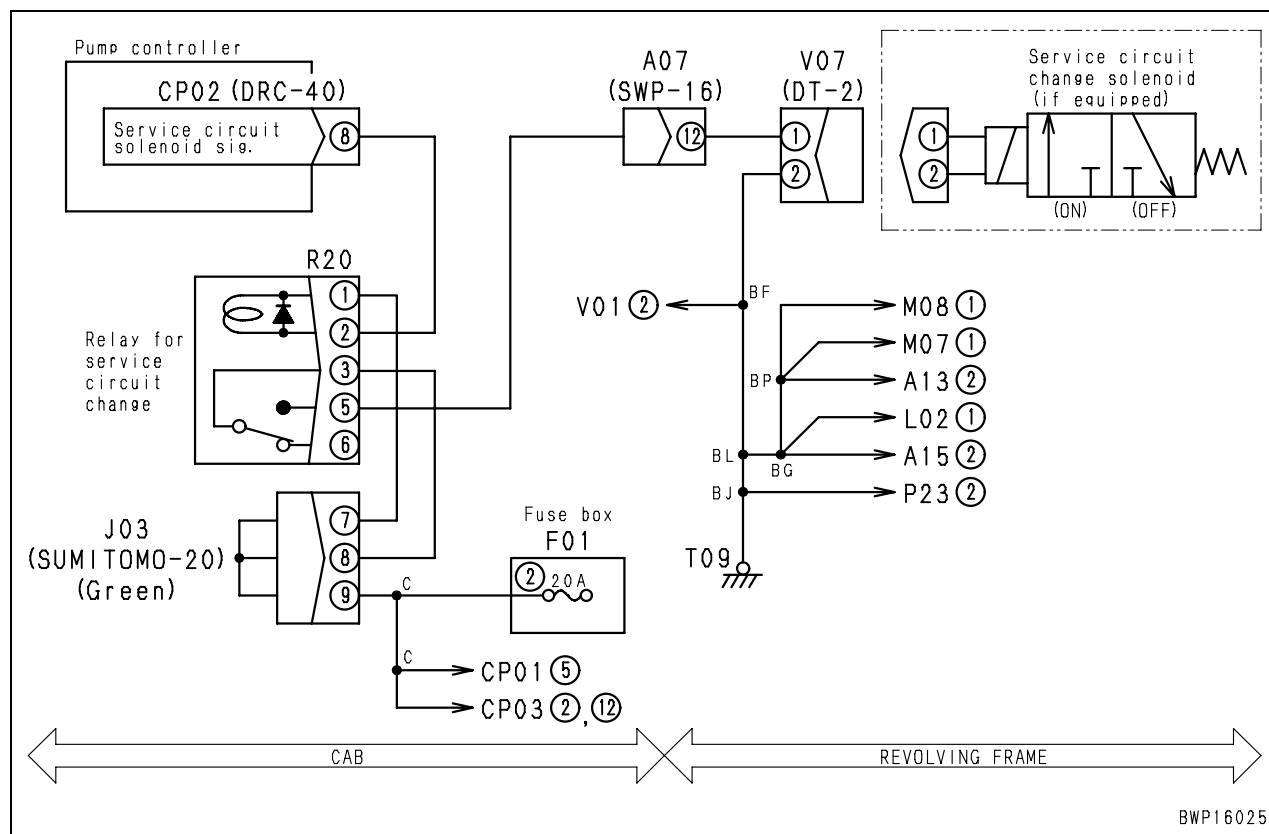 Pump controller
CP02 (DRC-40)
Service circuit
solenoid sig.
⑧
A07
(SWP-16)
⑫
V07
(DT-2)
①
②
Service circuit
change solenoid
(if equipped)
①
②
(ON)
(OFF)
R20
①
②
③
⑤
⑥
Relay for
service
circuit
change
V01 ②
BF
M08 ①
M07 ①
BP
A13 ②
L02 ①
BL
BG
A15 ②
BJ
P23 ②
T09
J03
(SUMITOMO-20)
(Green)
⑦
⑧
⑨
C
Fuse box
F01
② 20A
C
CP01 ⑤
CP03 ②, ⑫
CAB
REVOLVING FRAME
BWP16025